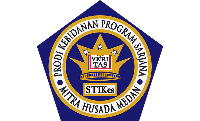 PRODI KEBIDANAN PROGRAM SARJANA
VERI
TAS
STIKes
MITRA HUSADA MEDAN